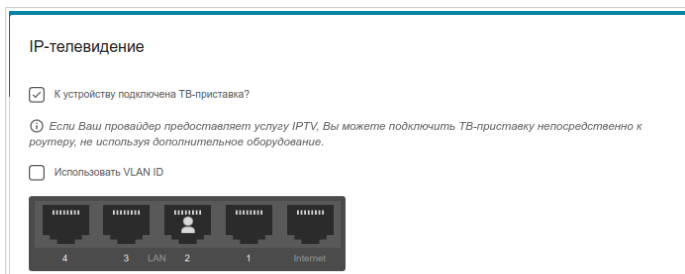 IP-телевидение
К устройству подключена ТВ-приставка?
Если Ваш провайдер предоставляет услугу IPTV, Вы можете подключить ТВ-приставку непосредственно к
роутеру, не используя дополнительное оборудование.
Использовать VLAN ID
4 3 LAN 2 1 Internet